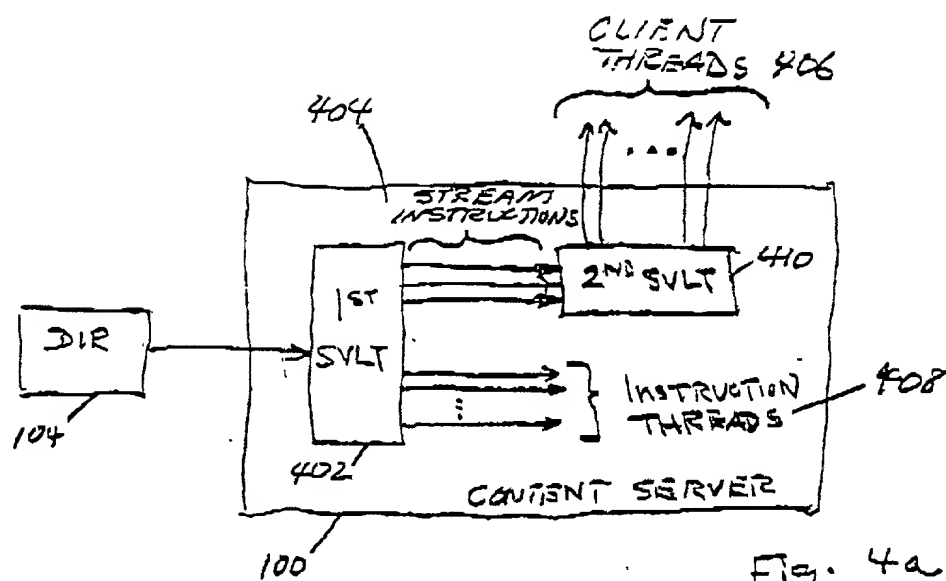 CLIENT
THREADS 406
404
STREAM
INSTRUCTIONS
1ST
SVLT
2ND SVLT
410
DIR
104
INSTRUCTION
THREADS
408
402
CONTENT SERVER
100
Fig. 4a